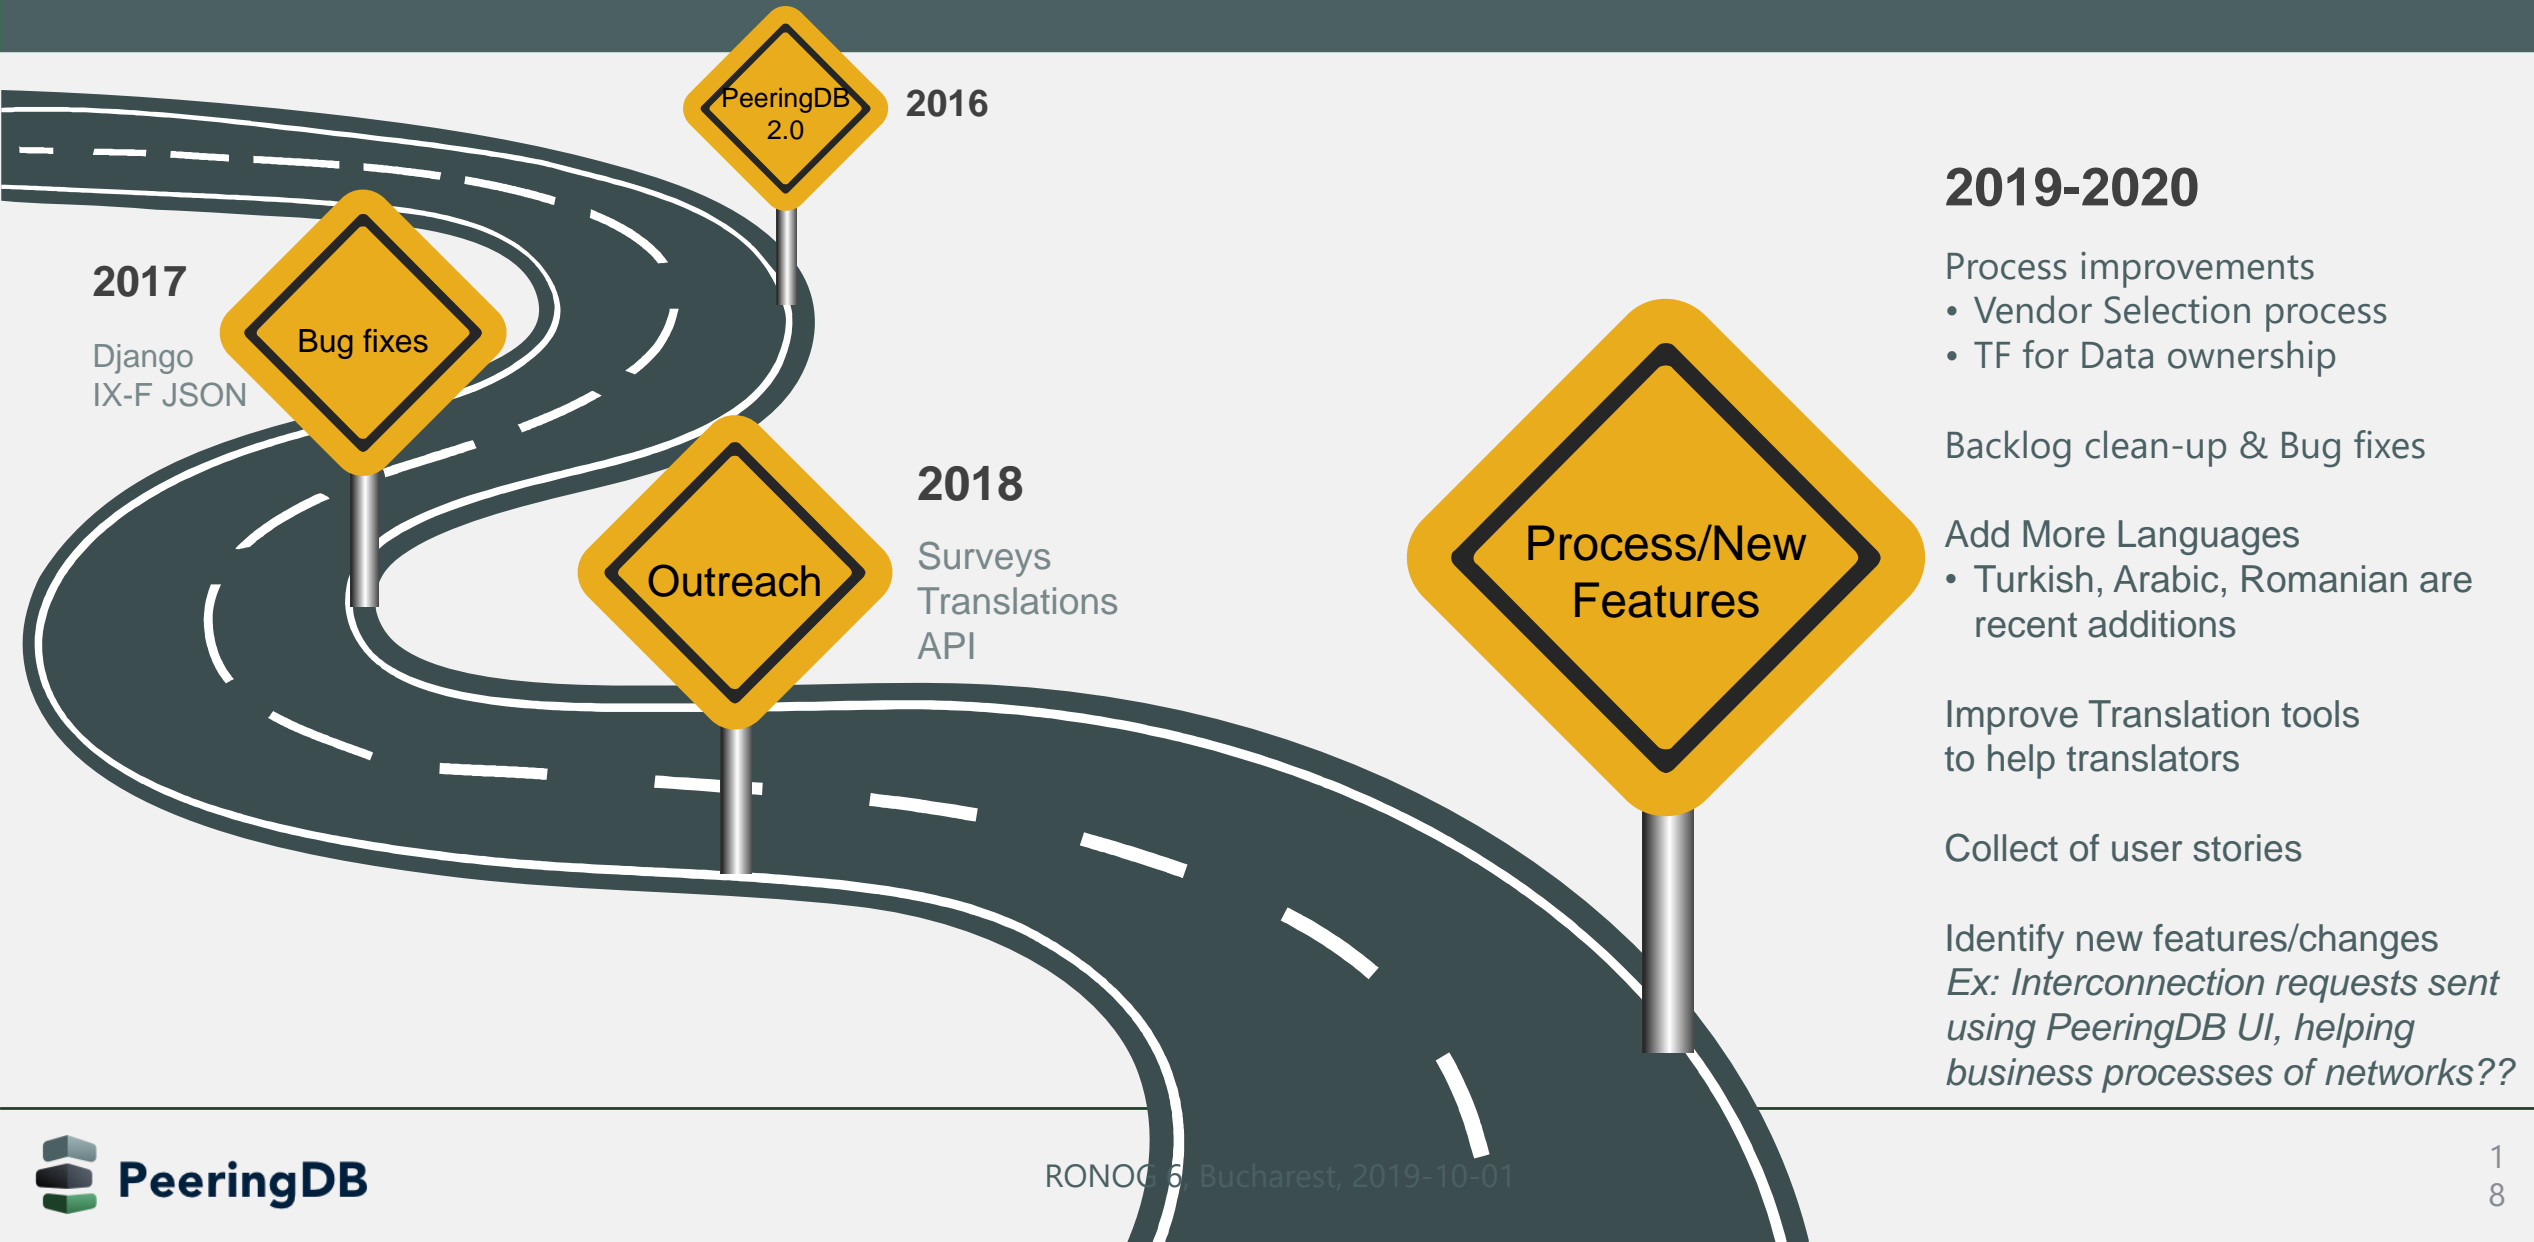 PeeringDB
2.0
2016
2017
Django
IX-F JSON
Bug fixes
Outreach
2018
Surveys
Translations
API
Process/New
Features
2019-2020
Process improvements
• Vendor Selection process
• TF for Data ownership
Backlog clean-up & Bug fixes
Add More Languages
• Turkish, Arabic, Romanian are
recent additions
Improve Translation tools
to help translators
Collect of user stories
Identify new features/changes
Ex: Interconnection requests sent
using PeeringDB UI, helping
business processes of networks??
PeeringDB
RONOG 6, Bucharest, 2019-10-01
1
8